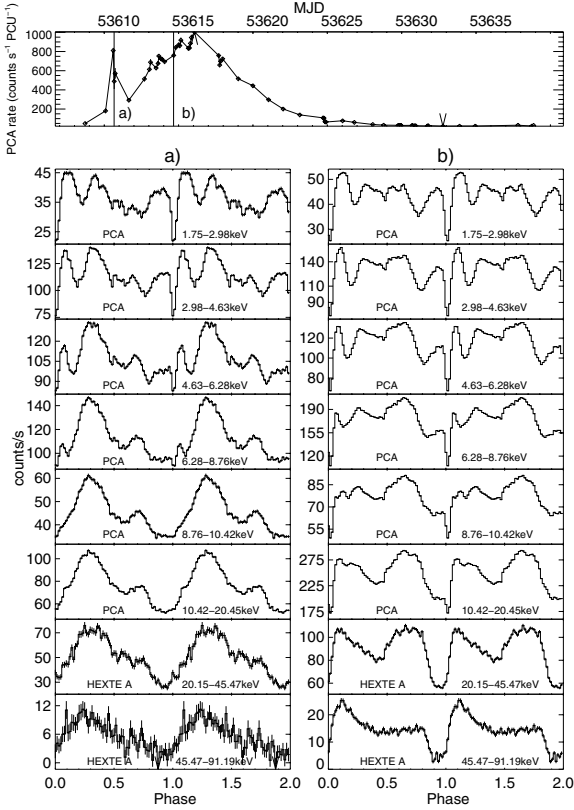 MJD
53610 53615 53620 53625 53630 53635
PCA rate (counts s⁻¹ PCU⁻¹)
1000
800
600
400
200
a) b)
a) b)
counts/s
45
35
25
PCA 1.75–2.98keV
50
40
30
PCA 1.75–2.98keV
125
100
75
PCA 2.98–4.63keV
150
130
110
90
PCA 2.98–4.63keV
120
105
90
PCA 4.63–6.28keV
120
100
80
PCA 4.63–6.28keV
140
120
100
PCA 6.28–8.76keV
190
155
120
PCA 6.28–8.76keV
60
50
40
PCA 8.76–10.42keV
85
70
55
PCA 8.76–10.42keV
100
80
60
PCA 10.42–20.45keV
275
225
175
PCA 10.42–20.45keV
70
50
30
HEXTE A 20.15–45.47keV
100
80
60
HEXTE A 20.15–45.47keV
12
6
0
HEXTE A 45.47–91.19keV
20
10
0
HEXTE A 45.47–91.19keV
0.0 0.5 1.0 1.5 2.0
0.5 1.0 1.5 2.0
Phase Phase